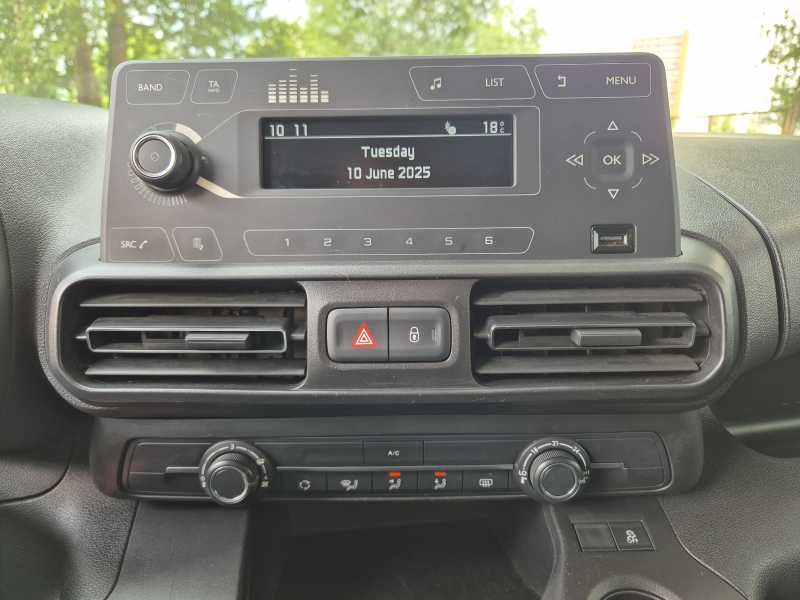 BAND TA LIST MENU
10 11 18°C
Tuesday
10 June 2025
OK
SRC 1 2 3 4 5 6
A/C